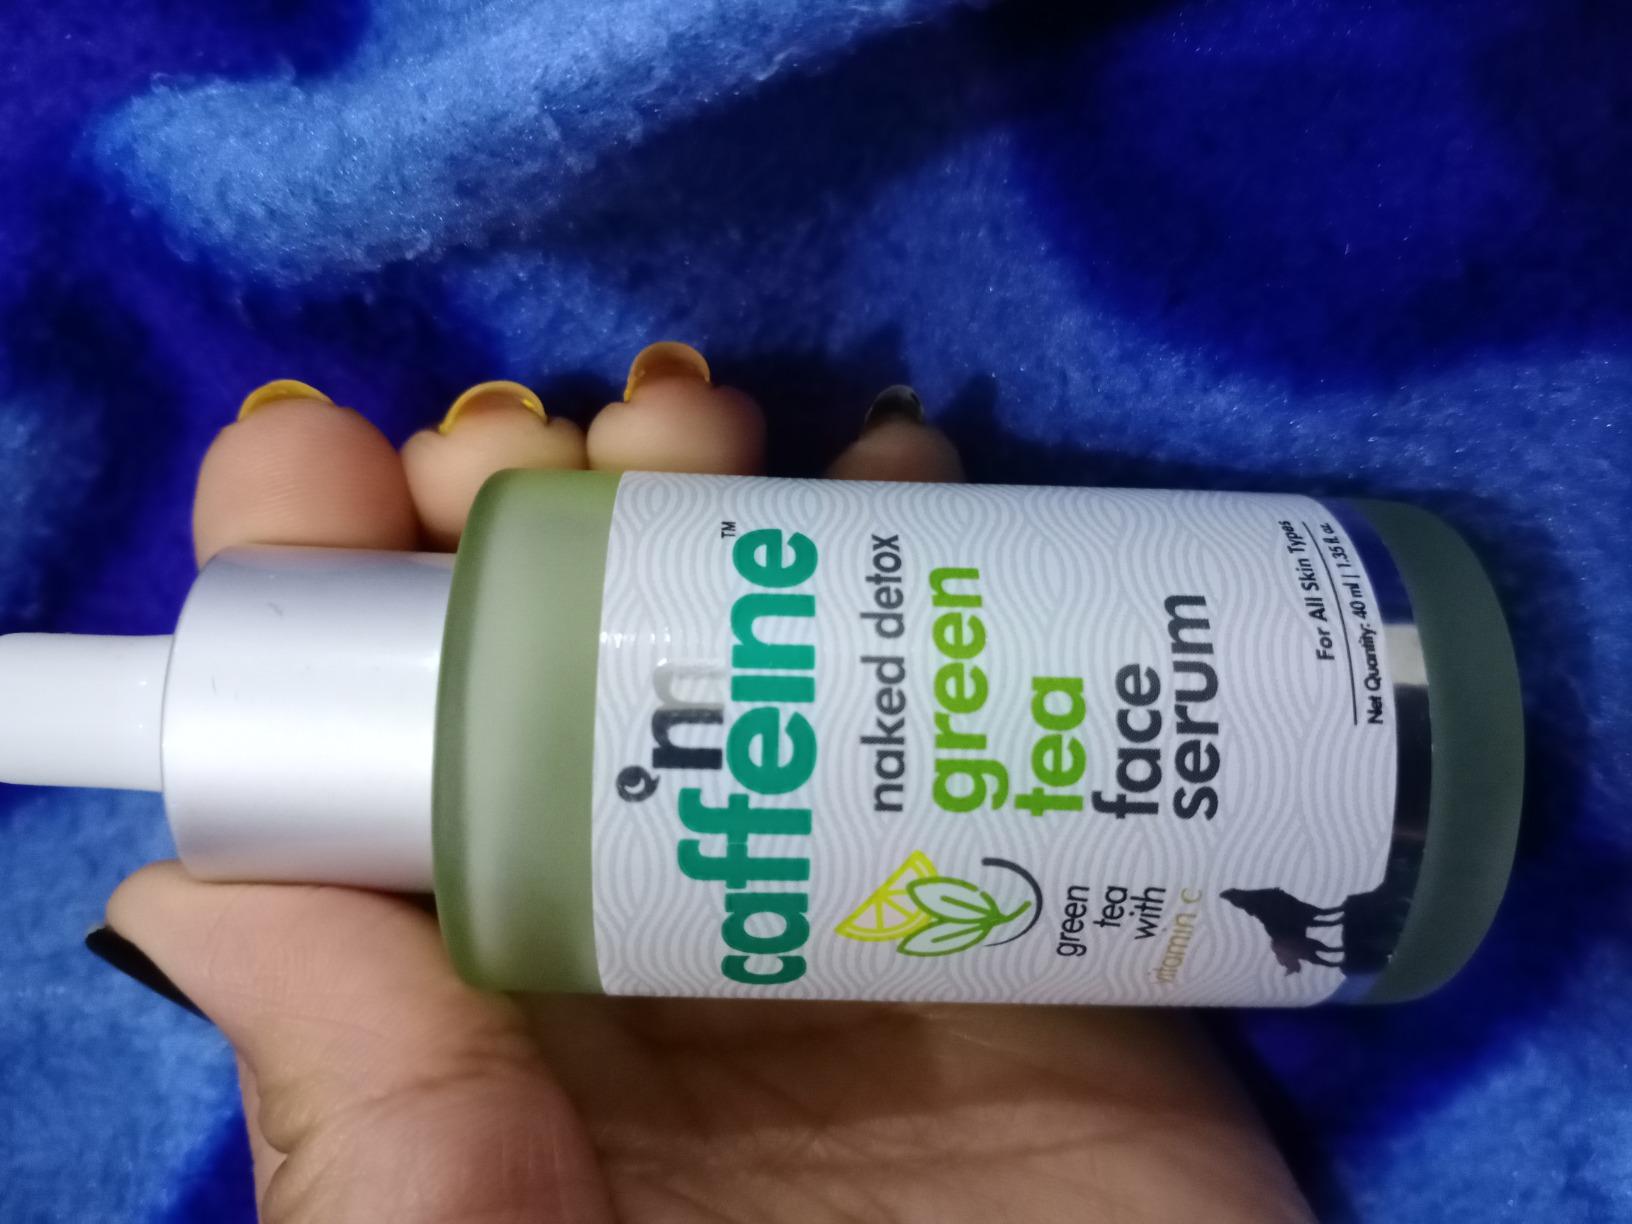 'm
caffeine™
naked detox
green
tea
face
serum
green
tea
with
vitamin c
For All Skin Types
Net Quantity: 40 ml | 1.35 fl. oz